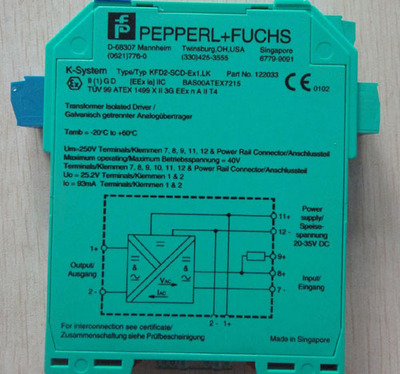 PEPPERL+FUCHS
D-68307 Mannheim Twinsburg,OH,USA Singapore
(0621)776-0 (330)425-3555 6779-9091
K-System Type/Typ KFD2-SCD-Ex1.LK Part No. 122033
II (1) G D [EEx ia] IIC BAS00ATEX7215
TÜV 99 ATEX 1499 X II 3G EEx n A II T4
CE 0102
Transformer Isolated Driver /
Galvanisch getrennter Analogübertrager
Tamb = -20°C to +60°C
Um=250V Terminals/Klemmen 7, 8, 9, 11, 12 & Power Rail Connector/Anschlussteil
Maximum operating/Maximum Betriebsspannung = 40V
Terminals/Klemmen 7, 8, 9, 10, 11, 12 & Power Rail Connector/Anschlussteil
Uo = 25.2V Terminals/Klemmen 1 & 2
Io = 93mA Terminals/Klemmen 1 & 2
11+
Power
supply/
12 -
Speise-
spannung
20-35V DC
1+
9+
Output/
Ausgang
8+
Input/
Eingang
2 -
7 -
2 - 1+
For interconnection see certificate/
Zusammenschaltung siehe Prüfbescheinigung
Made in Singapore